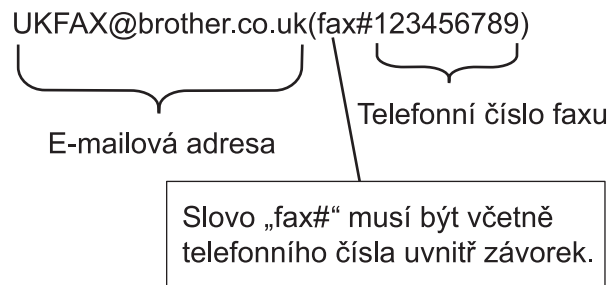 UKFAX@brother.co.uk(fax#123456789)
Telefonní číslo faxu
E-mailová adresa
Slovo „fax#“ musí být včetně
telefonního čísla uvnitř závorek.